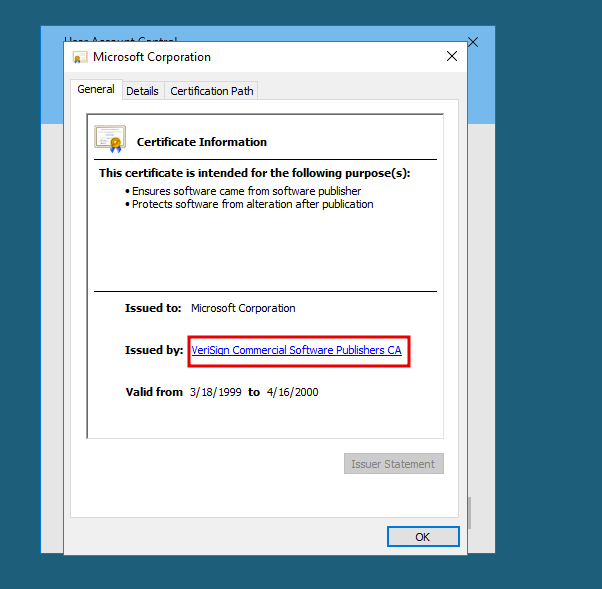 User Account Control
Microsoft Corporation
General Details Certification Path
Certificate Information
This certificate is intended for the following purpose(s):
• Ensures software came from software publisher
• Protects software from alteration after publication
Issued to: Microsoft Corporation
Issued by: VeriSign Commercial Software Publishers CA
Valid from 3/18/1999 to 4/16/2000
Issuer Statement
OK